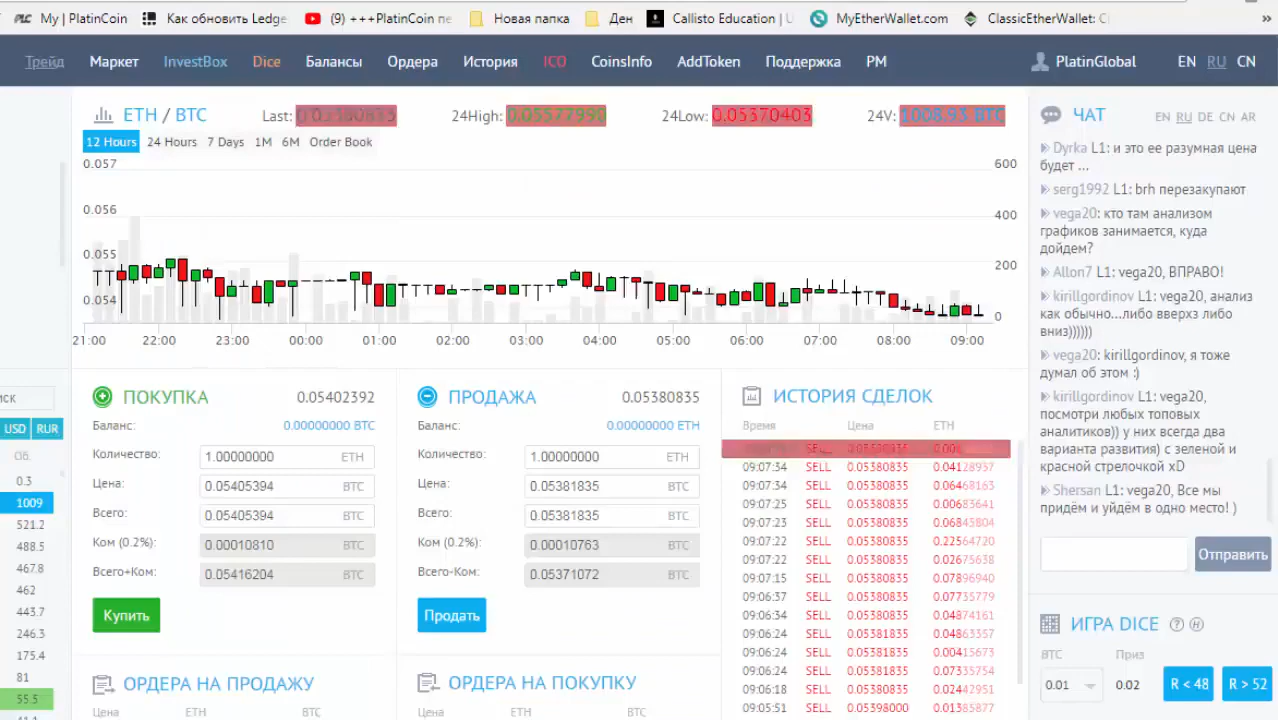 My | PlatinCoin
Как обновить Ledge
(9) +++PlatinCoin пе
Новая папка
Ден
Callisto Education | U
MyEtherWallet.com
ClassicEtherWallet: Cl
»
Трейд Маркет InvestBox Dice Балансы Ордера История ICO CoinsInfo AddToken Поддержка PM PlatinGlobal EN RU CN
ETH / BTC Last: 24High: 0.05577990 24Low: 0.05370403 24V: 1008.93 BTC
12 Hours 24 Hours 7 Days 1M 6M Order Book
0.057 600
0.056 400
0.055 200
0.054 0
21:00 22:00 23:00 00:00 01:00 02:00 03:00 04:00 05:00 06:00 07:00 08:00 09:00
иск
USD RUR
Об.
0.3
1009
521.2
488.5
467.8
462
443.7
246.3
175.4
81
55.5
ПОКУПКА 0.05402392
Баланс: 0.00000000 BTC
Количество: 1.00000000 ETH
Цена: 0.05405394 BTC
Всего: 0.05405394 BTC
Ком (0.2%): 0.00010810 BTC
Всего+Ком: 0.05416204 BTC
Купить
ОРДЕРА НА ПРОДАЖУ
Цена ETH BTC
ПРОДАЖА 0.05380835
Баланс: 0.00000000 ETH
Количество: 1.00000000 ETH
Цена: 0.05381835 BTC
Всего: 0.05381835 BTC
Ком (0.2%): 0.00010763 BTC
Всего-Ком: 0.05371072 BTC
Продать
ОРДЕРА НА ПОКУПКУ
Цена ETH BTC
ИСТОРИЯ СДЕЛОК
Время Цена ETH
SELL 0.05380835
09:07:34 SELL 0.05380835 0.04128937
09:07:34 SELL 0.05380835 0.06468163
09:07:25 SELL 0.05380835 0.00683641
09:07:23 SELL 0.05380835 0.06843804
09:07:22 SELL 0.05380835 0.22564720
09:07:22 SELL 0.05380835 0.02675638
09:07:15 SELL 0.05380835 0.07896940
09:06:37 SELL 0.05380835 0.07735779
09:06:34 SELL 0.05380835 0.04874161
09:06:24 SELL 0.05381835 0.04863357
09:06:24 SELL 0.05381835 0.00415673
09:06:24 SELL 0.05381835 0.07335754
09:06:18 SELL 0.05380835 0.02442951
09:05:51 SELL 0.05398000 0.01385877
ЧАТ EN RU DE CN AR
Dyrka L1: и это ее разумная цена
будет ...
serg1992 L1: brh перезакупают
vega20: кто там анализом
графиков занимается, куда
дойдем?
Allon7 L1: vega20, ВПРАВО!
kirillgordinov L1: vega20, анализ
как обычно...либо вверхз либо
вниз))))))
vega20: kirillgordinov, я тоже
думал об этом :)
kirillgordinov L1: vega20,
посмотри любых топовых
аналитиков)) у них всегда два
варианта развития) с зеленой и
красной стрелочкой xD
Shersan L1: vega20, Все мы
придём и уйдём в одно место! )
Отправить
ИГРА DICE ? H
BTC Приз
0.01 0.02 R < 48 R > 52